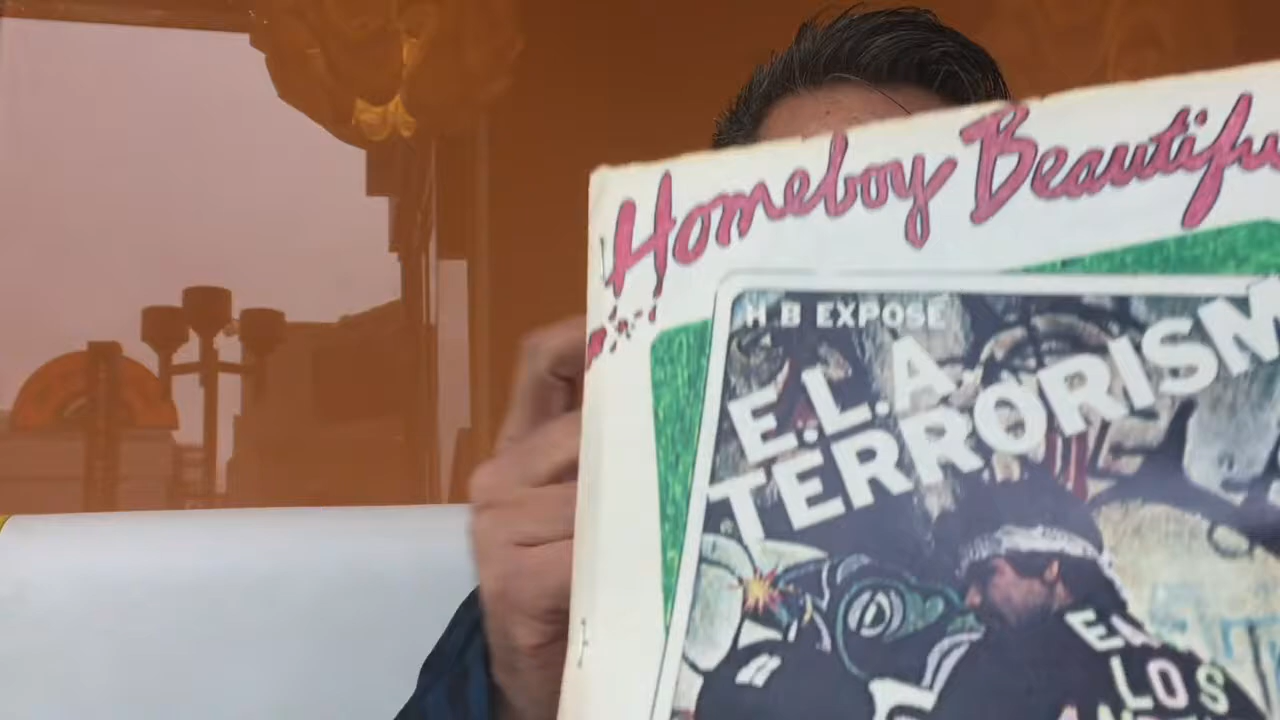 Homeboy Beautifu
H B EXPOSE
E.L.A.
TERRORISM
LOS